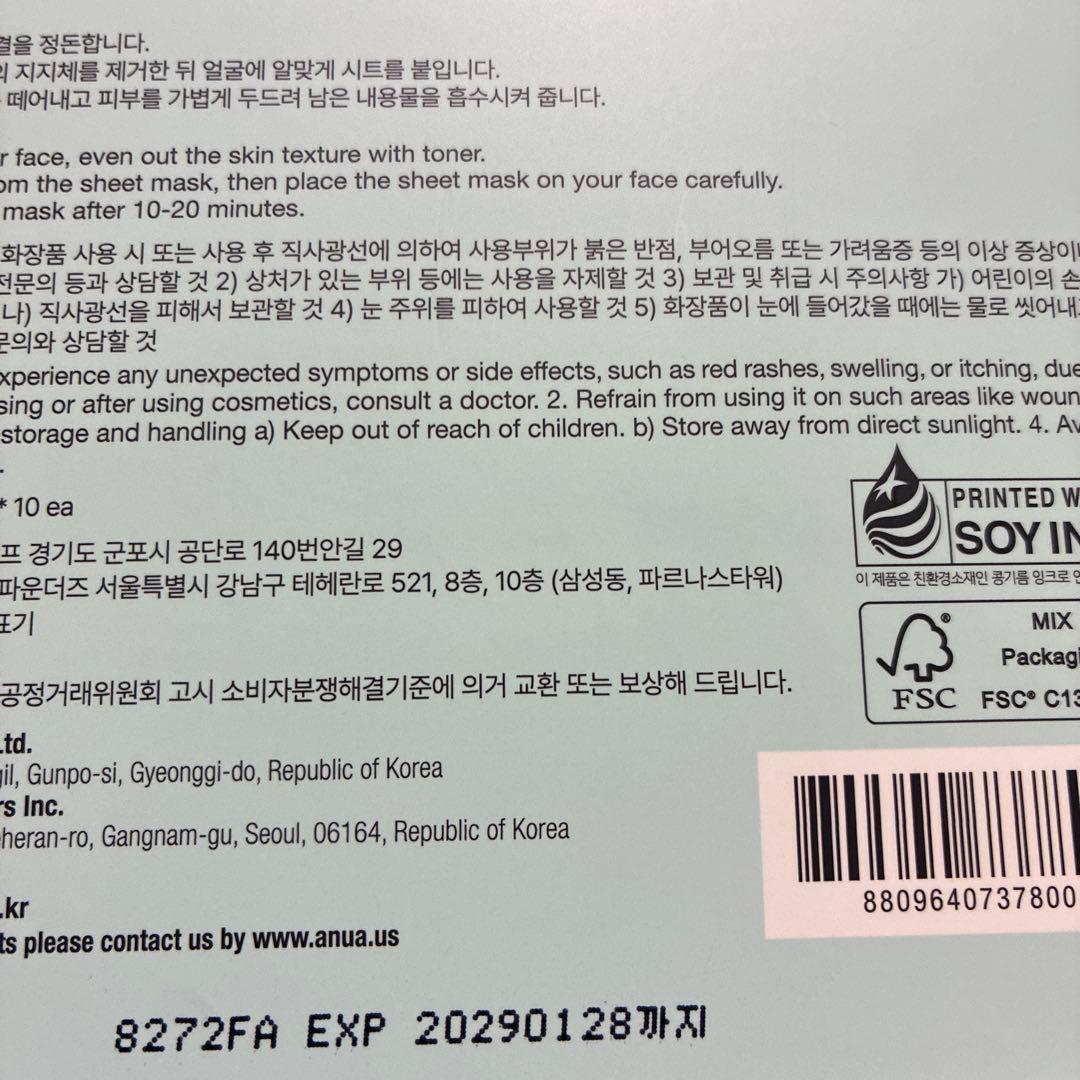 결을 정돈합니다.
의 지지체를 제거한 뒤 얼굴에 알맞게 시트를 붙입니다.
떼어내고 피부를 가볍게 두드려 남은 내용물을 흡수시켜 줍니다.
r face, even out the skin texture with toner.
om the sheet mask, then place the sheet mask on your face carefully.
mask after 10-20 minutes.
화장품 사용 시 또는 사용 후 직사광선에 의하여 사용부위가 붉은 반점, 부어오름 또는 가려움증 등의 이상 증상이
전문의 등과 상담할 것 2) 상처가 있는 부위 등에는 사용을 자제할 것 3) 보관 및 취급 시 주의사항 가) 어린이의 손
나) 직사광선을 피해서 보관할 것 4) 눈 주위를 피하여 사용할 것 5) 화장품이 눈에 들어갔을 때에는 물로 씻어내
문의와 상담할 것
xperience any unexpected symptoms or side effects, such as red rashes, swelling, or itching, due
sing or after using cosmetics, consult a doctor. 2. Refrain from using it on such areas like woun
storage and handling a) Keep out of reach of children. b) Store away from direct sunlight. 4. Av
.
* 10 ea
프 경기도 군포시 공단로 140번안길 29
파운더즈 서울특별시 강남구 테헤란로 521, 8층, 10층 (삼성동, 파르나스타워)
표기
공정거래위원회 고시 소비자분쟁해결기준에 의거 교환 또는 보상해 드립니다.
PRINTED W
SOY IN
이 제품은 친환경소재인 콩기름 잉크로 인
MIX
Packagi
FSC
FSC® C13
.td.
gil, Gunpo-si, Gyeonggi-do, Republic of Korea
rs Inc.
heran-ro, Gangnam-gu, Seoul, 06164, Republic of Korea
.kr
ts please contact us by www.anua.us
8809640737800
8272FA EXP 20290128까지